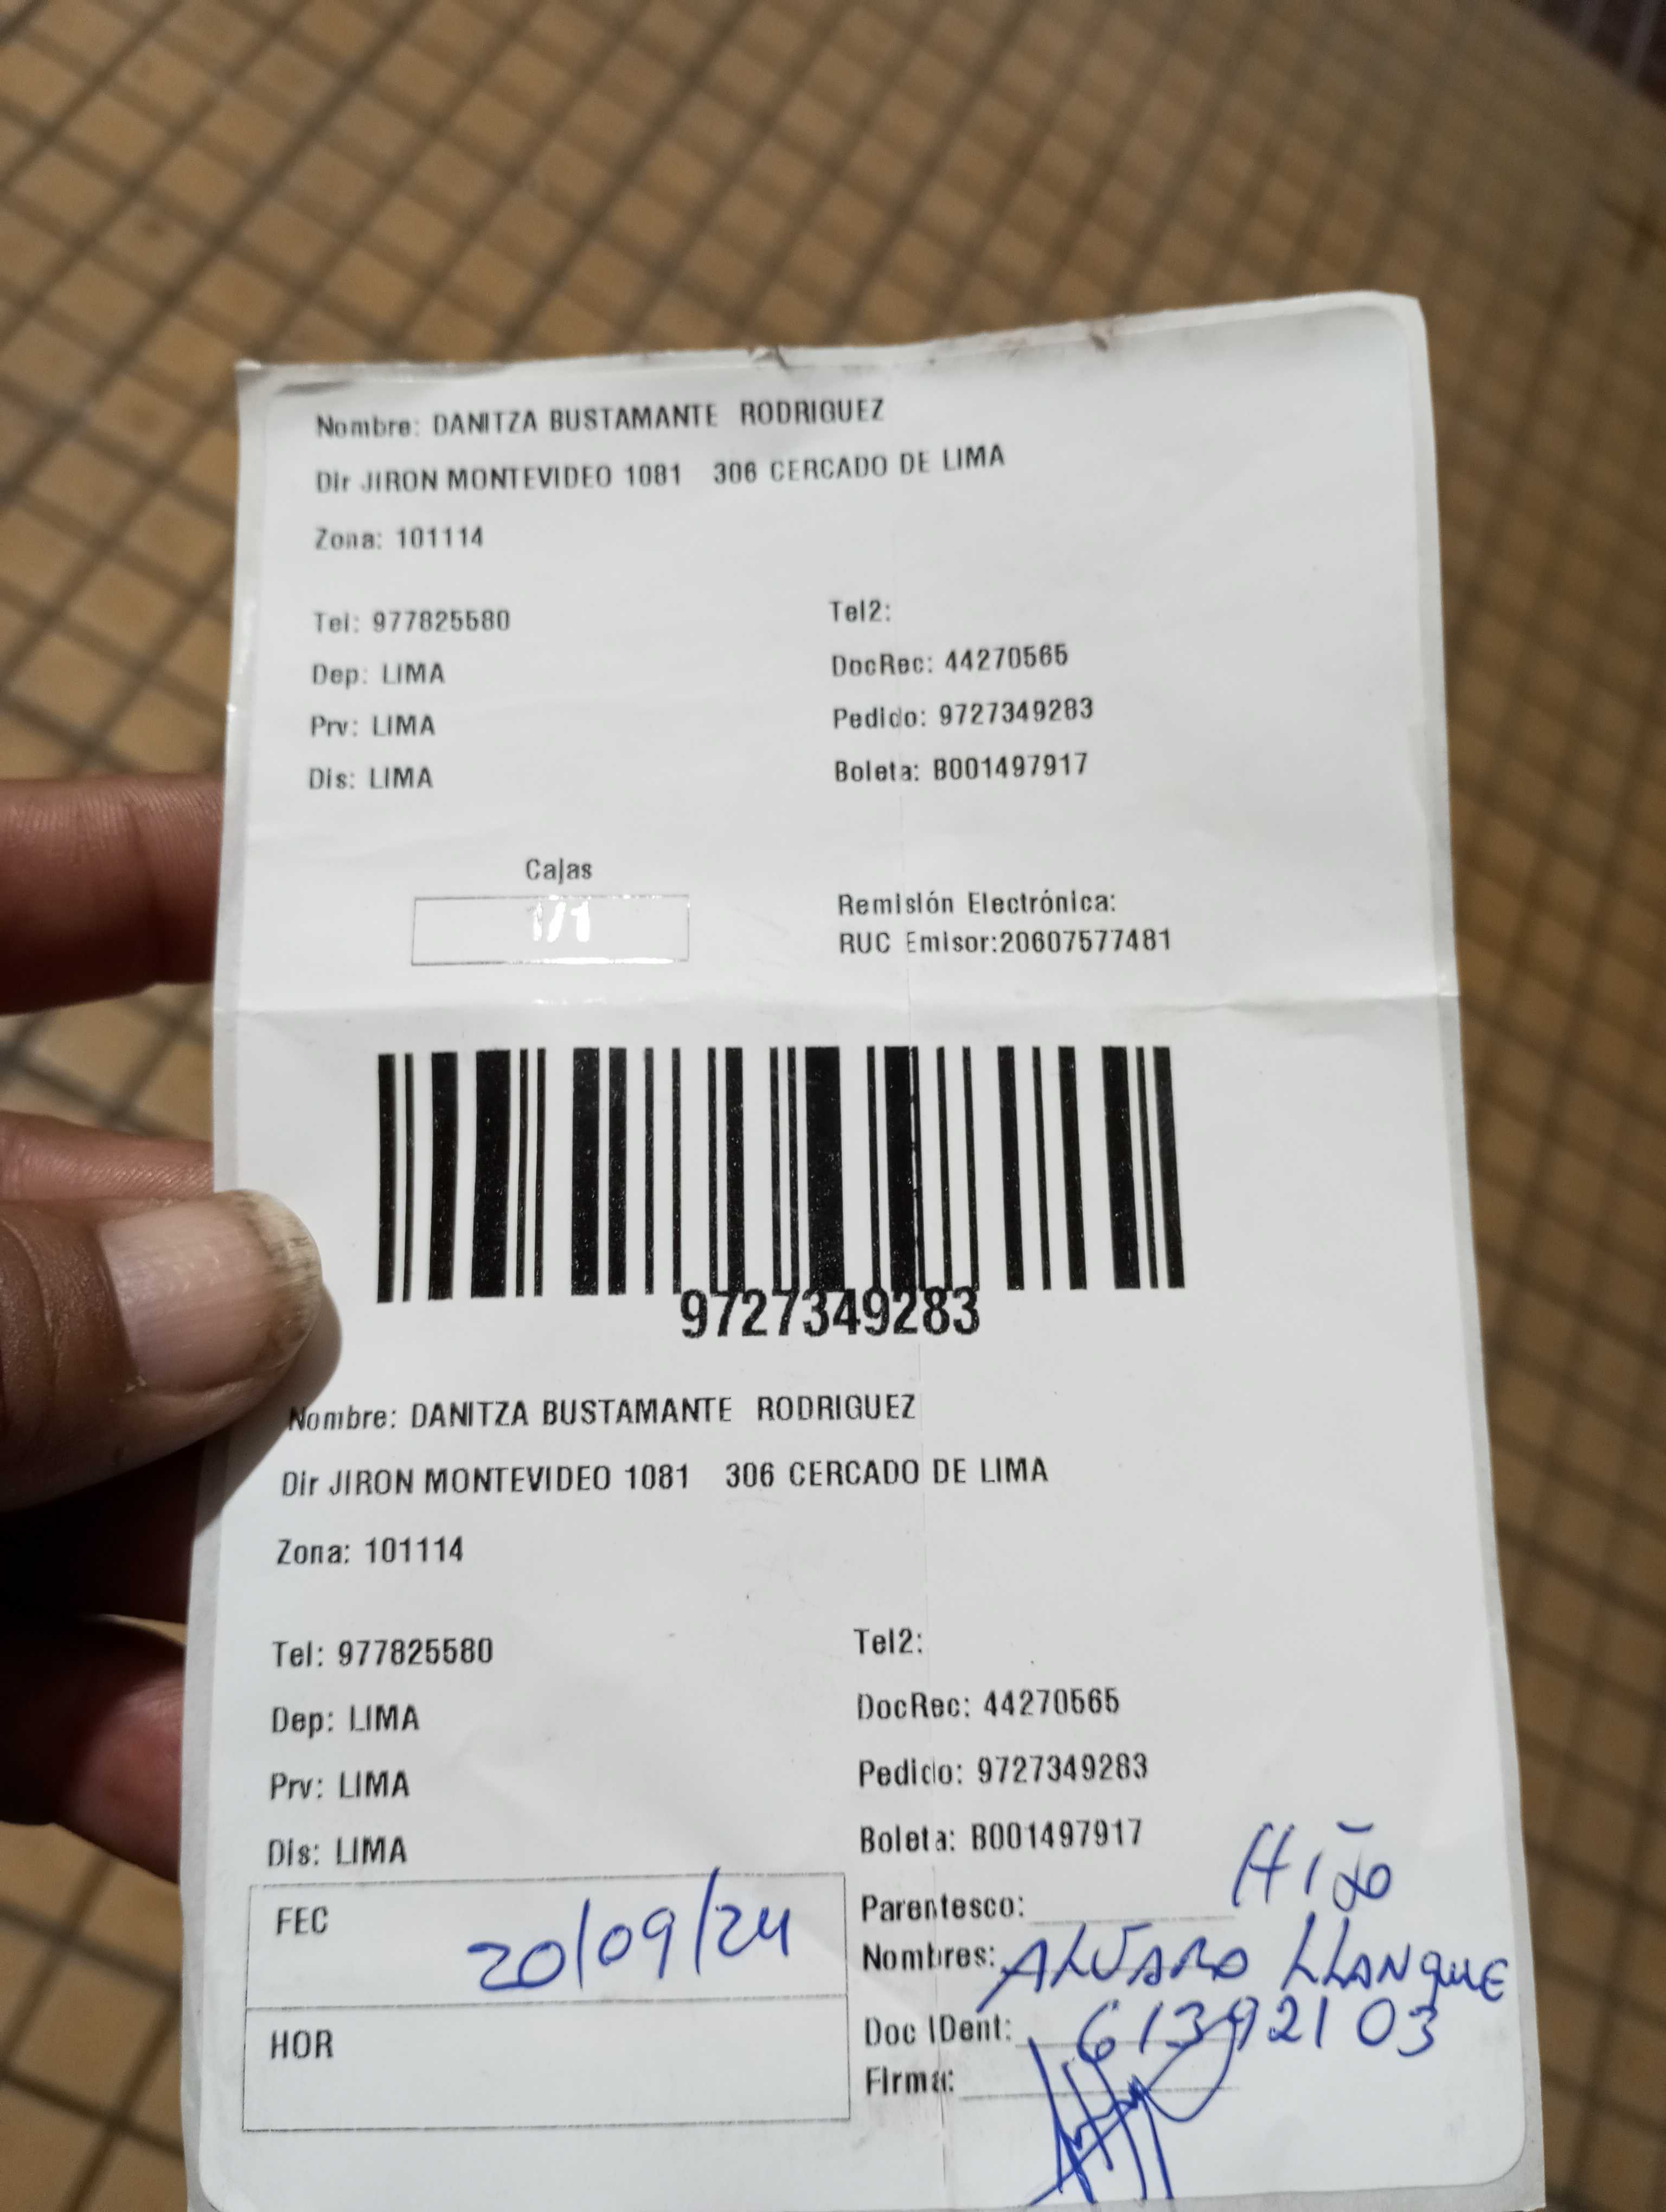 Nombre: DANITZA BUSTAMANTE RODRIGUEZ
Dir JIRON MONTEVIDEO 1081 306 CERCADO DE LIMA
Zona: 101114
Tel: 977825580 Tel2:
Dep: LIMA DocRec: 44270565
Prv: LIMA Pedido: 9727349283
Dis: LIMA Boleta: B001497917
Cajas
1/1
Remisión Electrónica:
RUC Emisor:20607577481
9727349283
Nombre: DANITZA BUSTAMANTE RODRIGUEZ
Dir JIRON MONTEVIDEO 1081 306 CERCADO DE LIMA
Zona: 101114
Tel: 977825580 Tel2:
Dep: LIMA DocRec: 44270565
Prv: LIMA Pedido: 9727349283
Dis: LIMA Boleta: B001497917
FEC 20/09/24
HOR
Parentesco: HIJO
Nombres: ALVARO LLANQUE
Doc IDent: 61392103
Firma: